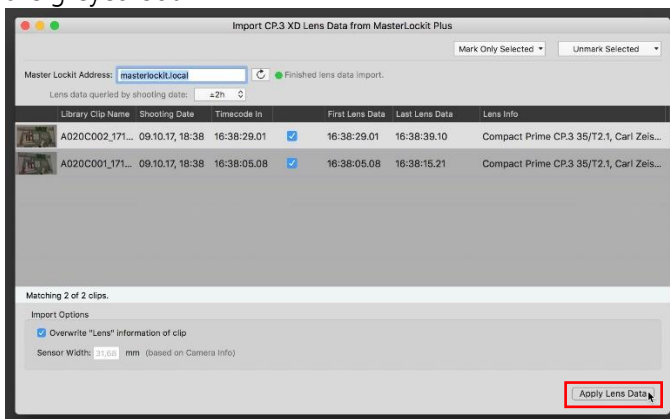 Import CP.3 XD Lens Data from MasterLockit Plus
Mark Only Selected Unmark Selected
Master Lockit Address: masterlockit.local Finished lens data import.
Lens data queried by shooting date: ±2h
Library Clip Name Shooting Date Timecode In First Lens Data Last Lens Data Lens Info
A020C002_171... 09.10.17, 18:38 16:38:29.01 16:38:29.01 16:38:39.10 Compact Prime CP.3 35/T2.1, Carl Zeis...
A020C001_171... 09.10.17, 18:38 16:38:05.08 16:38:05.08 16:38:15.21 Compact Prime CP.3 35/T2.1, Carl Zeis...
Matching 2 of 2 clips.
Import Options
Overwrite "Lens" information of clip
Sensor Width: 31,68 mm (based on Camera Info)
Apply Lens Data